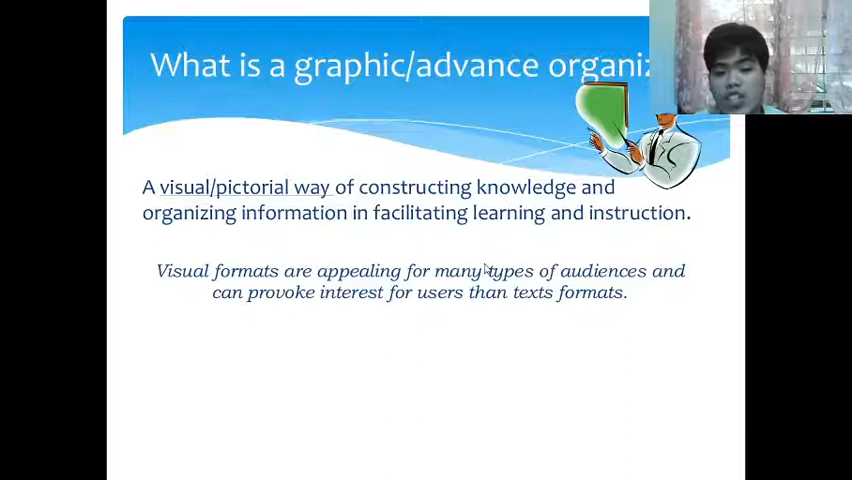 What is a graphic/advance organiz
A visual/pictorial way of constructing knowledge and
organizing information in facilitating learning and instruction.
Visual formats are appealing for many types of audiences and
can provoke interest for users than texts formats.